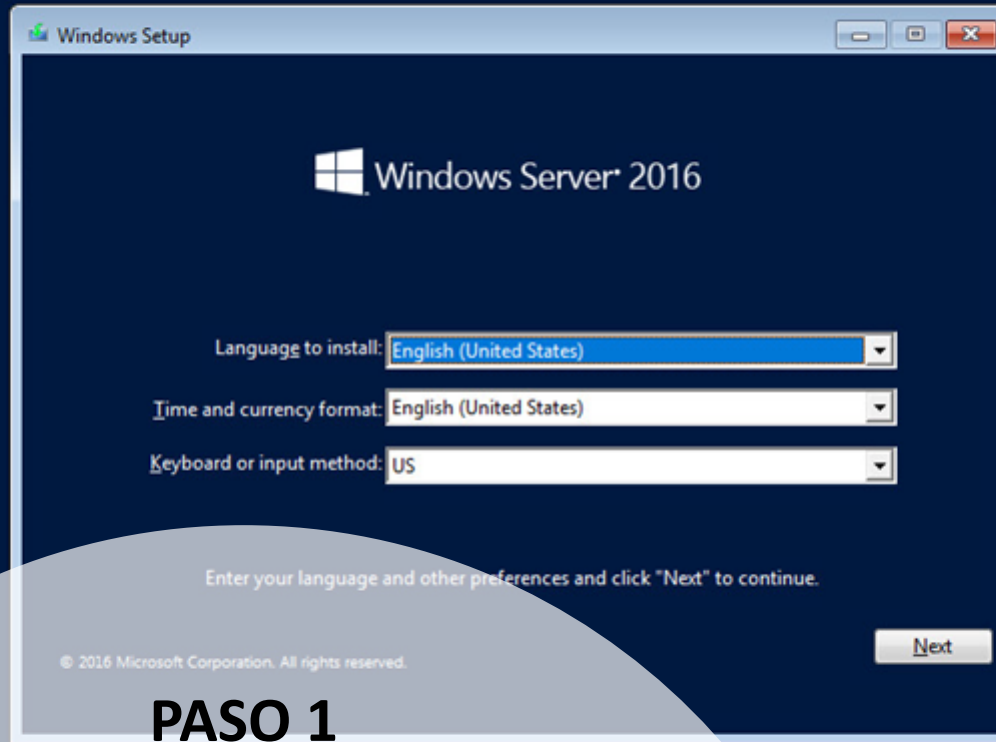 Windows Setup
Windows Server 2016
Language to install: English (United States)
Time and currency format: English (United States)
Keyboard or input method: US
Enter your language and other preferences and click "Next" to continue.
Next
© 2016 Microsoft Corporation. All rights reserved.
PASO 1